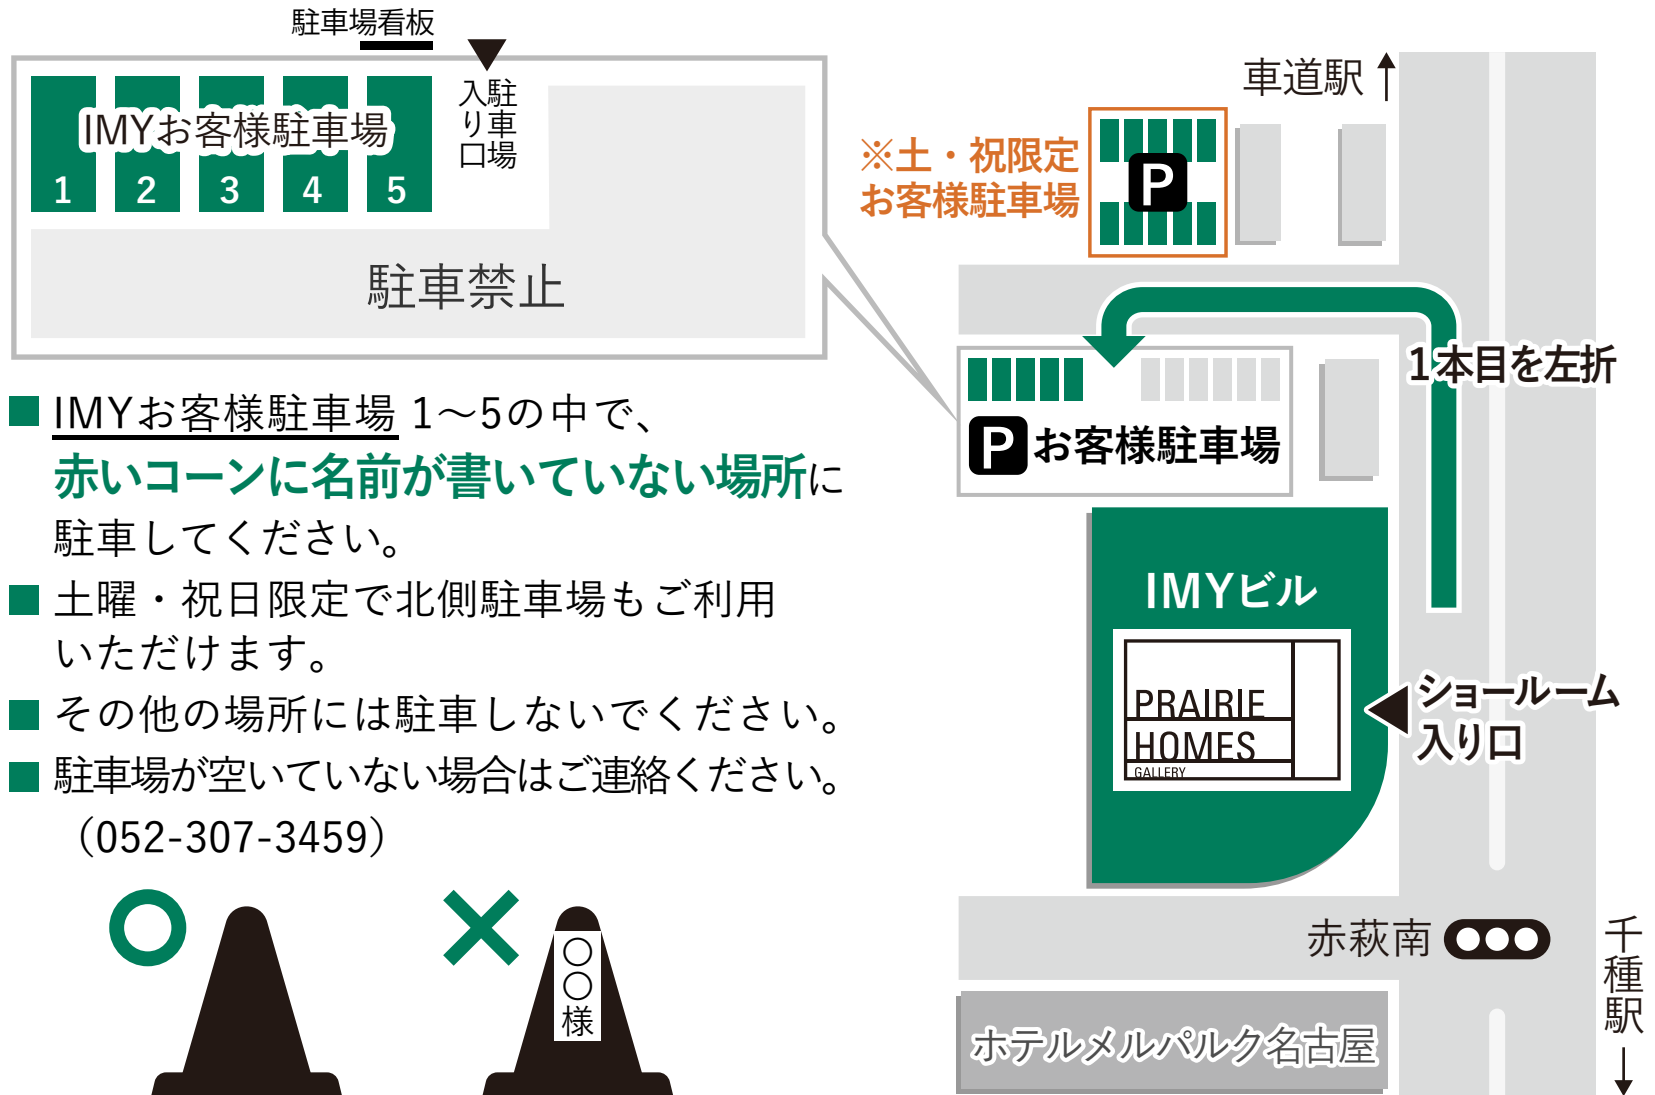 駐車場看板
駐車場
入り口
IMYお客様駐車場
1 2 3 4 5
駐車禁止
■ IMYお客様駐車場 1〜5の中で、
赤いコーンに名前が書いていない場所に
駐車してください。
■ 土曜・祝日限定で北側駐車場もご利用
いただけます。
■ その他の場所には駐車しないでください。
■ 駐車場が空いていない場合はご連絡ください。
（052-307-3459）
〇〇様
車道駅
※土・祝限定
お客様駐車場
P
1本目を左折
P お客様駐車場
IMYビル
PRAIRIE
HOMES
GALLERY
ショールーム
入り口
赤萩南
千種駅
ホテルメルパルク名古屋